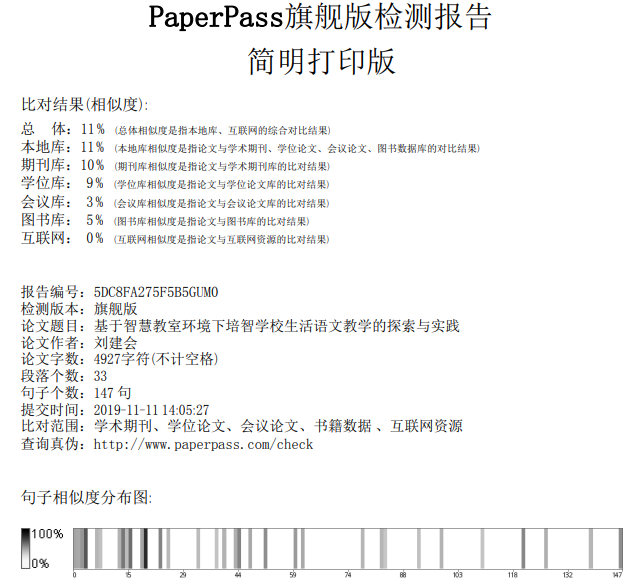 PaperPass旗舰版检测报告
简明打印版
比对结果(相似度):
总 体: 11% (总体相似度是指本地库、互联网的综合对比结果)
本地库: 11% (本地库相似度是指论文与学术期刊、学位论文、会议论文、图书数据库的对比结果)
期刊库: 10% (期刊库相似度是指论文与学术期刊库的比对结果)
学位库: 9% (学位库相似度是指论文与学位论文库的比对结果)
会议库: 3% (会议库相似度是指论文与会议论文库的比对结果)
图书库: 5% (图书库相似度是指论文与图书库的比对结果)
互联网: 0% (互联网相似度是指论文与互联网资源的比对结果)
报告编号: 5DC8FA275F5B5GUMO
检测版本: 旗舰版
论文题目: 基于智慧教室环境下培智学校生活语文教学的探索与实践
论文作者: 刘建会
论文字数: 4927字符(不计空格)
段落个数: 33
句子个数: 147 句
提交时间: 2019-11-11 14:05:27
比对范围: 学术期刊、学位论文、会议论文、书籍数据 、互联网资源
查询真伪: http://www.paperpass.com/check
句子相似度分布图:
100%
0%
0 15 29 44 59 74 88 103 118 132 147